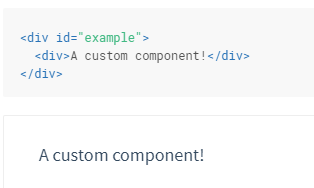 <div id="example">
  <div>A custom component!</div>
</div>
A custom component!